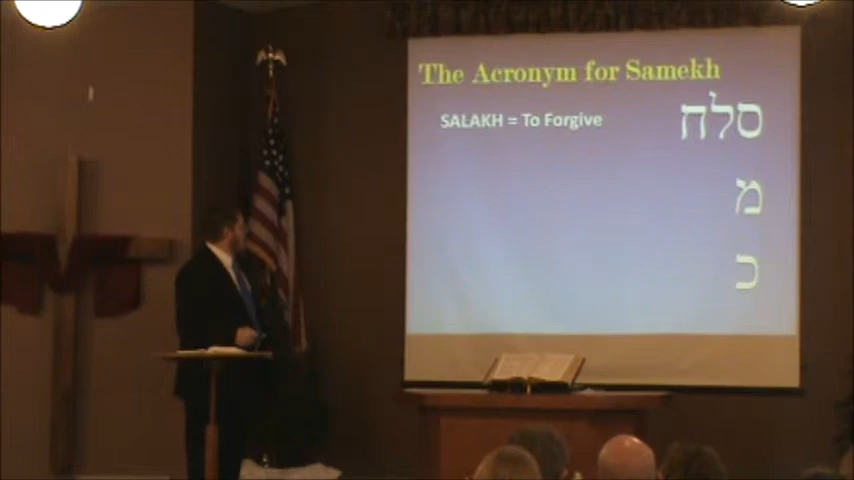 The Acronym for Samekh
SALAKH = To Forgive סלח
מ
כ